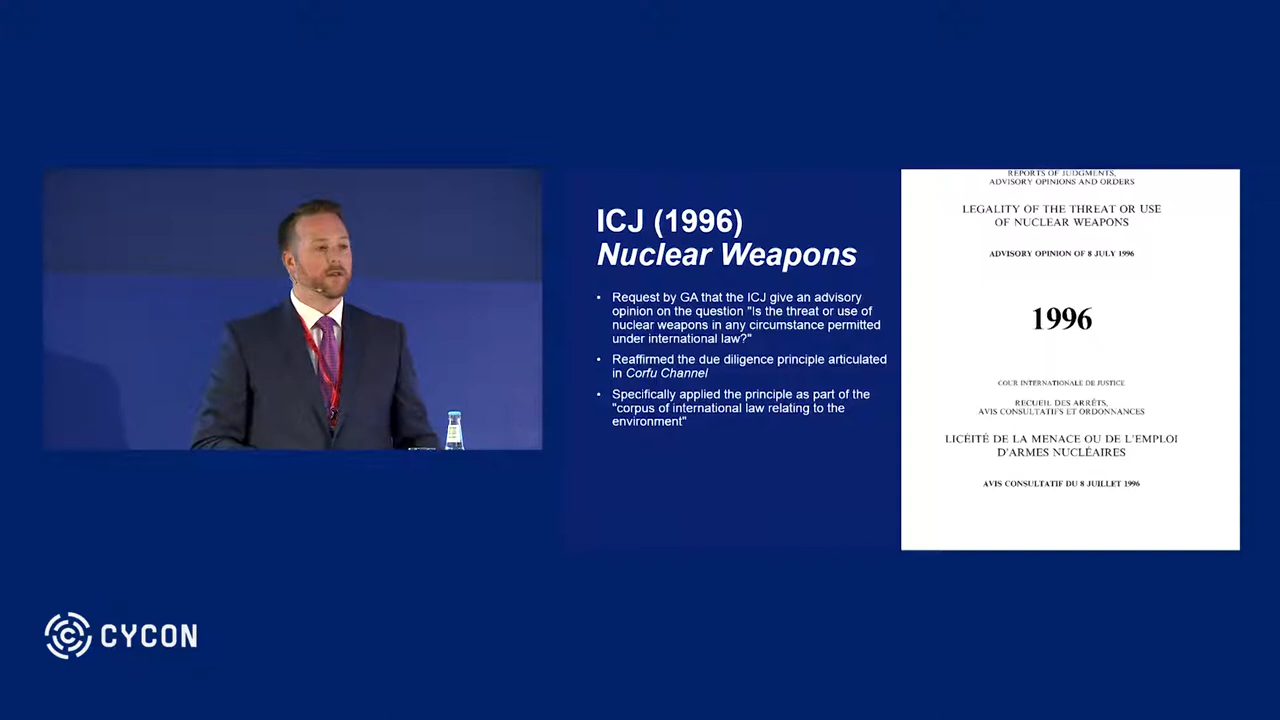 ICJ (1996)
Nuclear Weapons
• Request by GA that the ICJ give an advisory
opinion on the question "Is the threat or use of
nuclear weapons in any circumstance permitted
under international law?"
• Reaffirmed the due diligence principle articulated
in Corfu Channel
• Specifically applied the principle as part of the
"corpus of international law relating to the
environment"
REPORTS OF JUDGMENTS,
ADVISORY OPINIONS AND ORDERS
LEGALITY OF THE THREAT OR USE
OF NUCLEAR WEAPONS
ADVISORY OPINION OF 8 JULY 1996
1996
COUR INTERNATIONALE DE JUSTICE
RECUEIL DES ARRÊTS,
AVIS CONSULTATIFS ET ORDONNANCES
LICÉITÉ DE LA MENACE OU DE L'EMPLOI
D'ARMES NUCLÉAIRES
AVIS CONSULTATIF DU 8 JUILLET 1996
CYCON